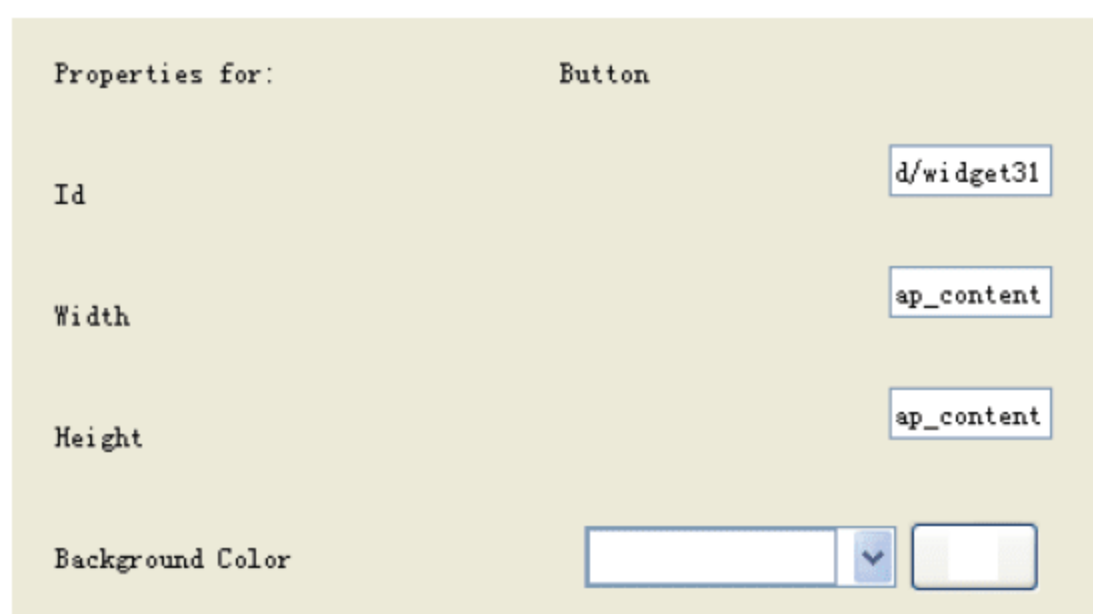 Properties for: Button
Id d/widget31
Width ap_content
Height ap_content
Background Color